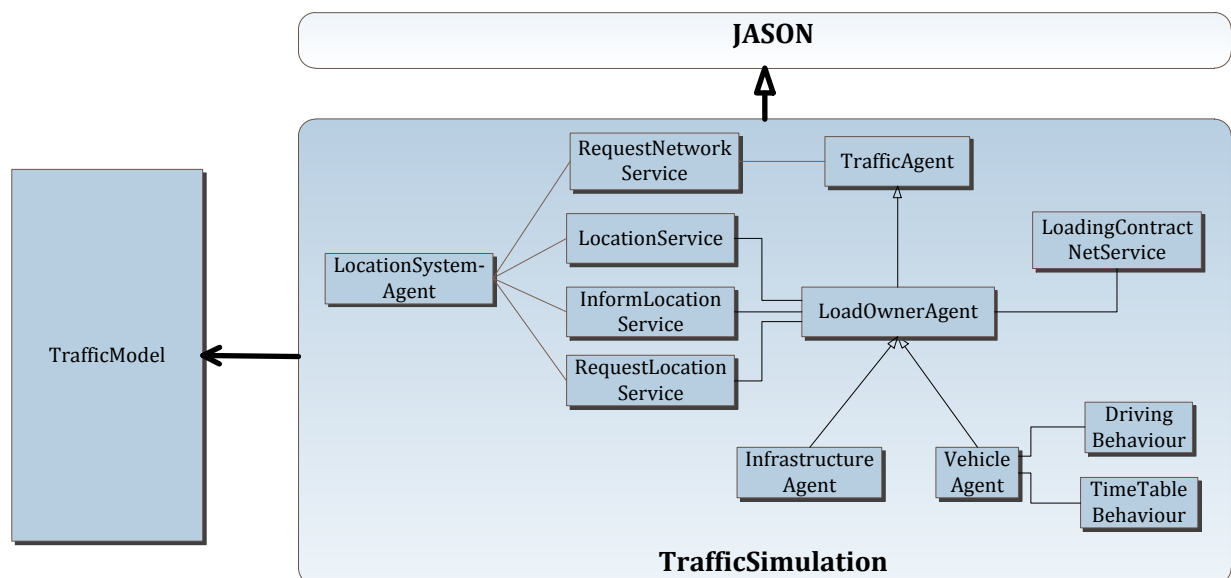 JASON
RequestNetwork
Service
TrafficAgent
LocationService
LoadingContract
NetService
LocationSystem-
Agent
InformLocation
Service
LoadOwnerAgent
TrafficModel
RequestLocation
Service
Driving
Behaviour
Infrastructure
Agent
Vehicle
Agent
TimeTable
Behaviour
TrafficSimulation